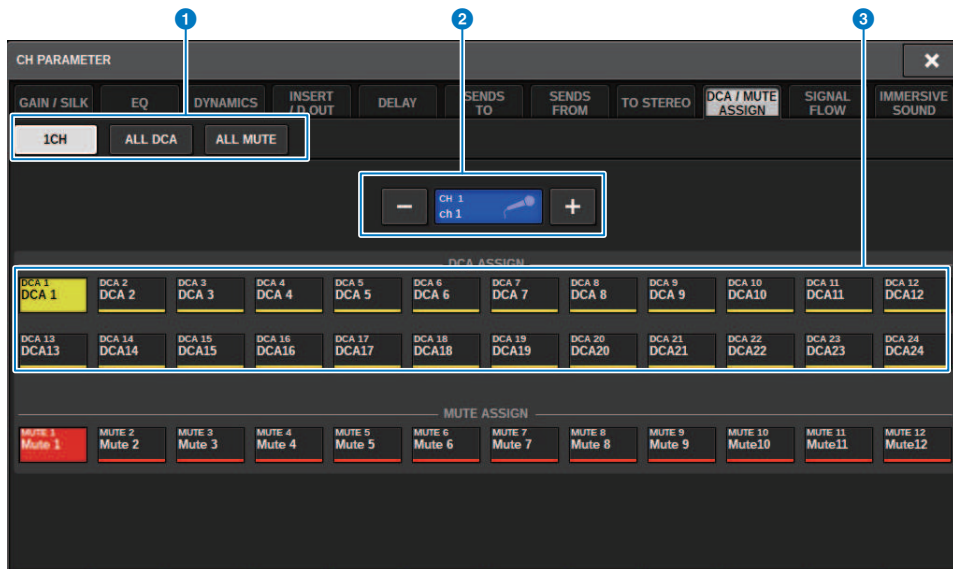 1 2 3
CH PARAMETER
GAIN / SILK EQ DYNAMICS INSERT / D.OUT DELAY SENDS TO SENDS FROM TO STEREO DCA / MUTE ASSIGN SIGNAL FLOW IMMERSIVE SOUND
1CH ALL DCA ALL MUTE
CH 1
ch 1
DCA ASSIGN
DCA 1 DCA 2 DCA 3 DCA 4 DCA 5 DCA 6 DCA 7 DCA 8 DCA 9 DCA 10 DCA 11 DCA 12
DCA 1 DCA 2 DCA 3 DCA 4 DCA 5 DCA 6 DCA 7 DCA 8 DCA 9 DCA10 DCA11 DCA12
DCA 13 DCA 14 DCA 15 DCA 16 DCA 17 DCA 18 DCA 19 DCA 20 DCA 21 DCA 22 DCA 23 DCA 24
DCA13 DCA14 DCA15 DCA16 DCA17 DCA18 DCA19 DCA20 DCA21 DCA22 DCA23 DCA24
MUTE ASSIGN
MUTE 1 MUTE 2 MUTE 3 MUTE 4 MUTE 5 MUTE 6 MUTE 7 MUTE 8 MUTE 9 MUTE 10 MUTE 11 MUTE 12
Mute 1 Mute 2 Mute 3 Mute 4 Mute 5 Mute 6 Mute 7 Mute 8 Mute 9 Mute10 Mute11 Mute12